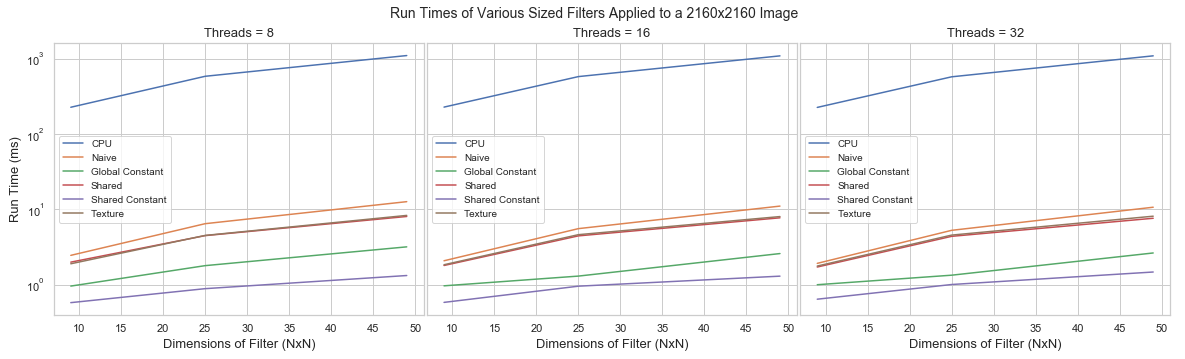 Run Times of Various Sized Filters Applied to a 2160x2160 Image
Threads = 8
Threads = 16
Threads = 32
Run Time (ms)
10³
10²
10¹
10⁰
CPU
Naive
Global Constant
Shared
Shared Constant
Texture
CPU
Naive
Global Constant
Shared
Shared Constant
Texture
CPU
Naive
Global Constant
Shared
Shared Constant
Texture
10 15 20 25 30 35 40 45 50
10 15 20 25 30 35 40 45 50
10 15 20 25 30 35 40 45 50
Dimensions of Filter (NxN)
Dimensions of Filter (NxN)
Dimensions of Filter (NxN)